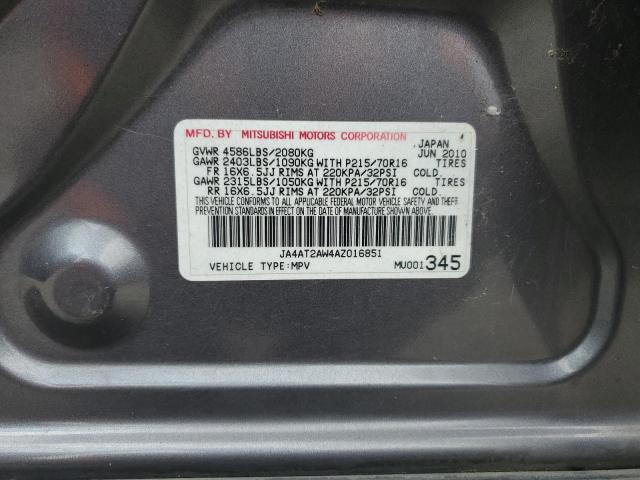 MFD. BY MITSUBISHI MOTORS CORPORATION
JAPAN
GVWR 4586LBS/2080KG JUN 2010
GAWR 2403LBS/1090KG WITH P215/70R16 TIRES
FR 16X6.5JJ RIMS AT 220KPA/32PSI COLD.
GAWR 2315LBS/1050KG WITH P215/70R16 TIRES
RR 16X6.5JJ RIMS AT 220KPA/32PSI COLD.
THIS VEHICLE CONFORMS TO ALL APPLICABLE FEDERAL MOTOR VEHICLE SAFETY AND THEFT
PREVENTION STANDARDS IN EFFECT ON THE DATE OF MANUFACTURE SHOWN ABOVE.
JA4AT2AW4AZ016851
VEHICLE TYPE:MPV MU001345